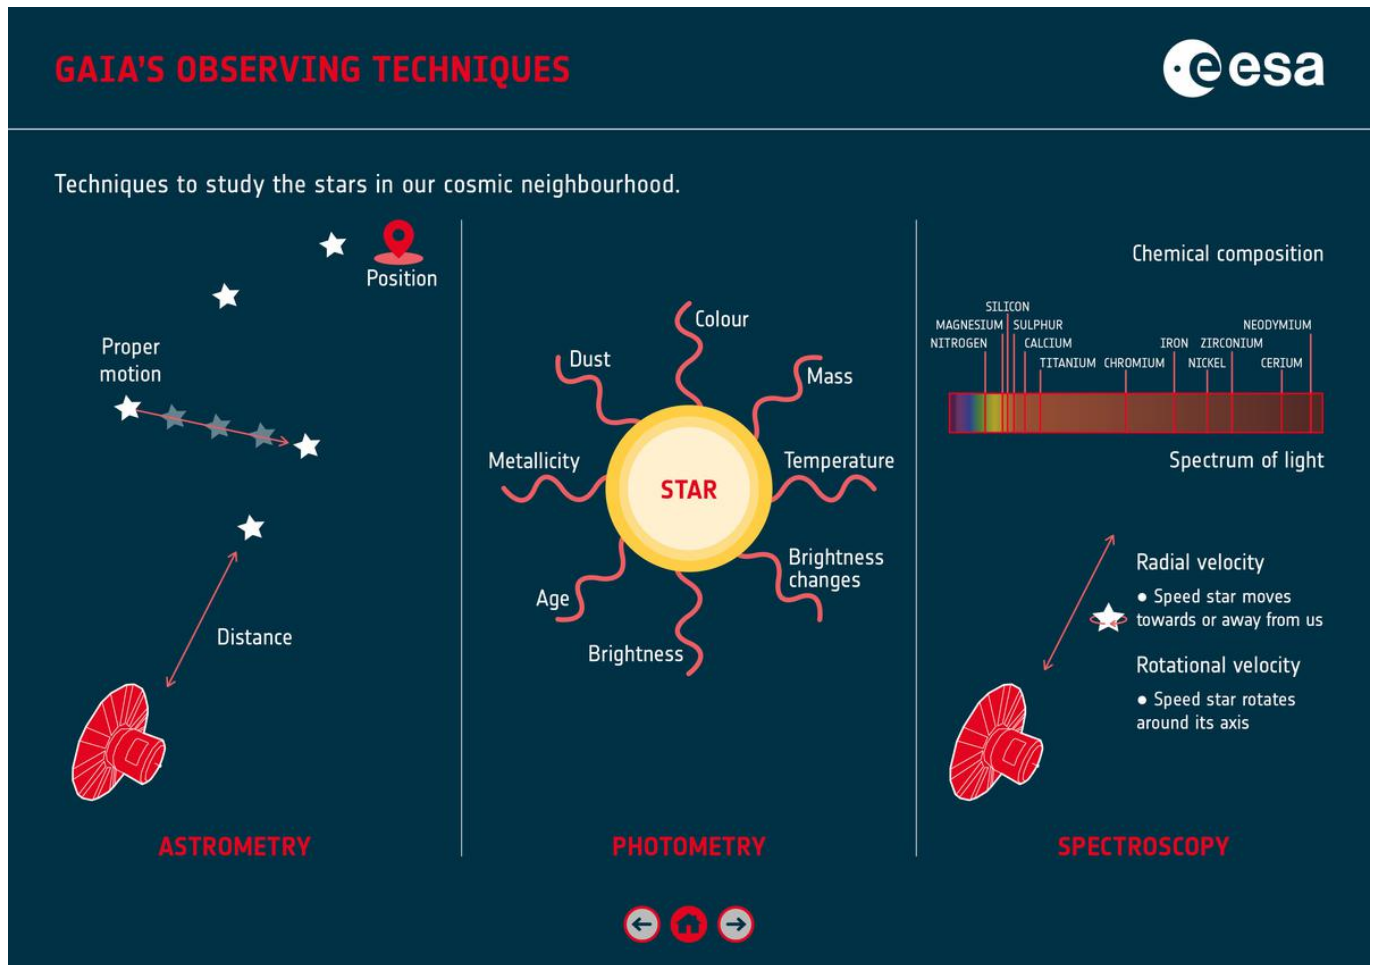 GAIA'S OBSERVING TECHNIQUES
esa
Techniques to study the stars in our cosmic neighbourhood.
Position
Proper
motion
Distance
ASTROMETRY
Colour
Dust
Mass
Metallicity
STAR
Temperature
Brightness
changes
Age
Brightness
PHOTOMETRY
Chemical composition
SILICON
MAGNESIUM SULPHUR NEODYMIUM
NITROGEN CALCIUM IRON ZIRCONIUM
TITANIUM CHROMIUM NICKEL CERIUM
Spectrum of light
Radial velocity
• Speed star moves
towards or away from us
Rotational velocity
• Speed star rotates
around its axis
SPECTROSCOPY